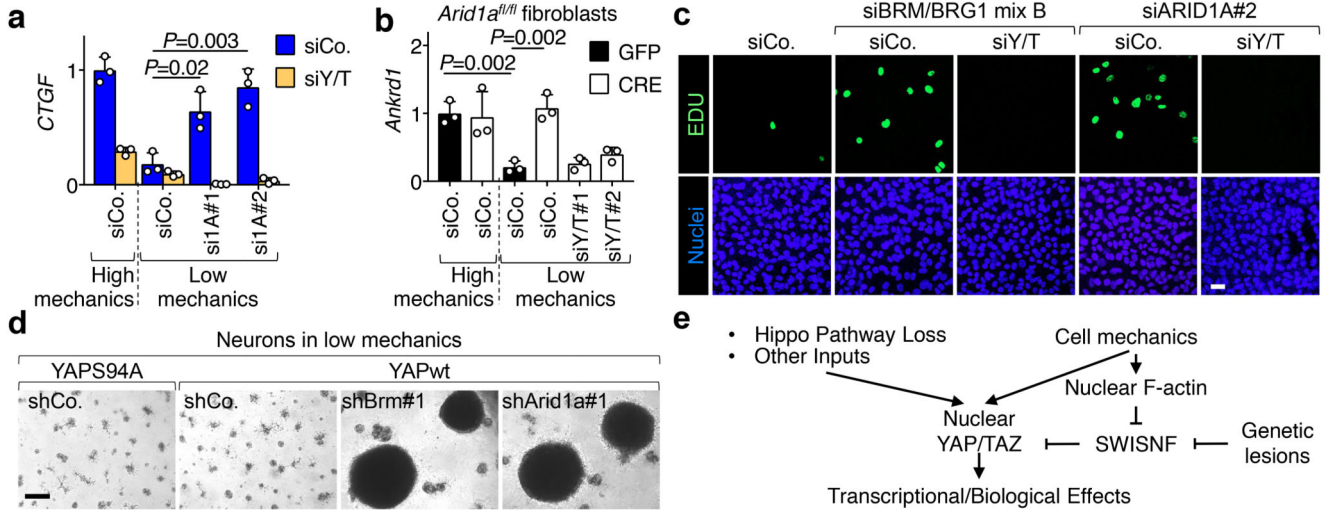 a
CTGF
1
0
P=0.003
P=0.02
siCo.
siY/T
siCo.
siCo.
si1A#1
si1A#2
High
mechanics
Low
mechanics
b
Arid1a fl/fl fibroblasts
Ankrd1
2
1
0
P=0.002
P=0.002
GFP
CRE
siCo.
siCo.
siCo.
siCo.
siY/T#1
siY/T#2
High
mechanics
Low
mechanics
c
siBRM/BRG1 mix B
siARID1A#2
siCo.
siCo.
siY/T
siCo.
siY/T
EDU
Nuclei
d
Neurons in low mechanics
YAPS94A
YAPwt
shCo.
shCo.
shBrm#1
shArid1a#1
e
• Hippo Pathway Loss
• Other Inputs
Cell mechanics
Nuclear F-actin
Nuclear
YAP/TAZ
SWISNF
Genetic
lesions
Transcriptional/Biological Effects